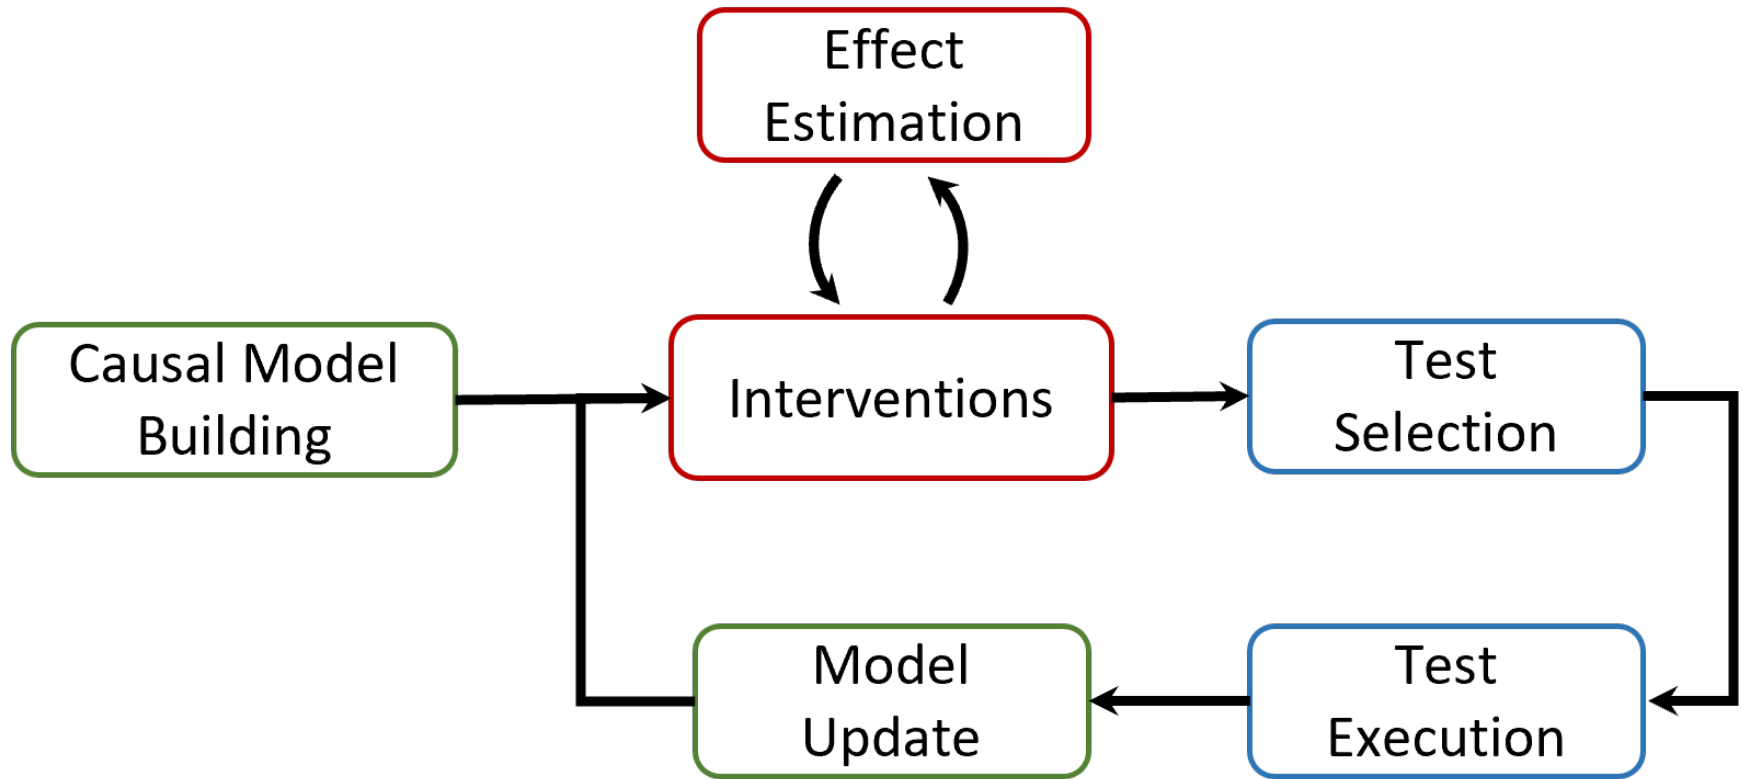 Effect
Estimation
Causal Model
Building
Interventions
Test
Selection
Model
Update
Test
Execution